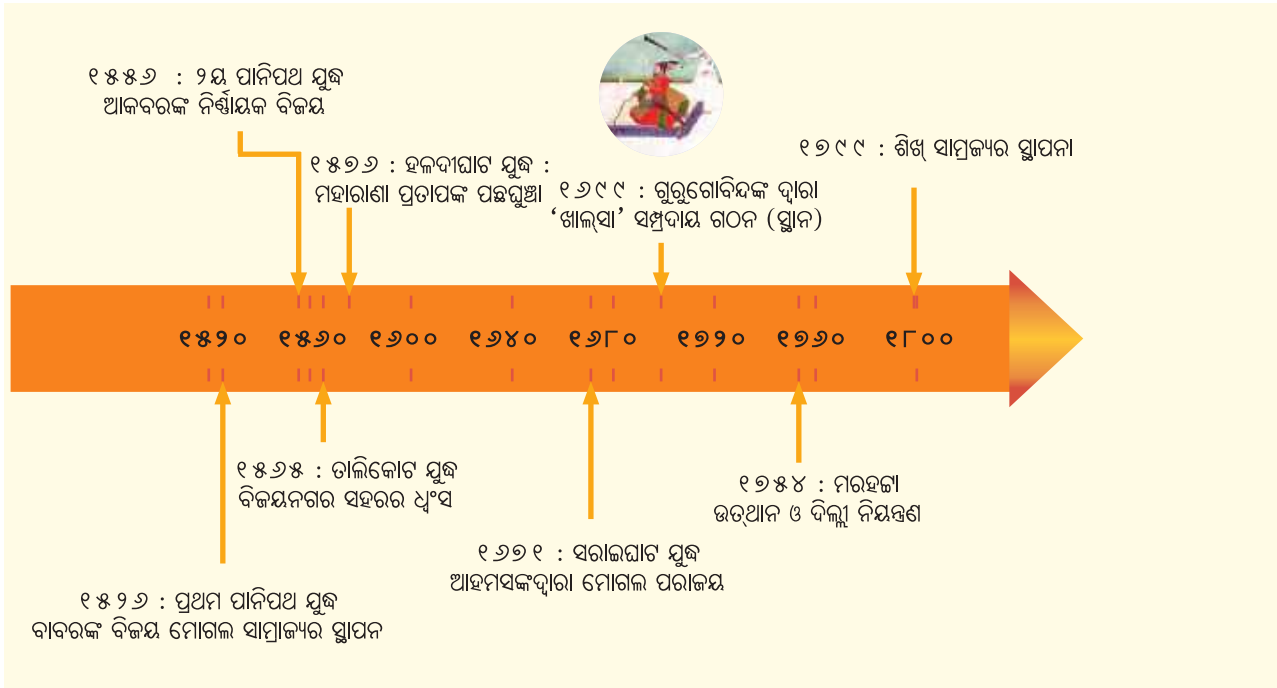 ୧୫୫୬ : ୨ୟ ପାନିପଥ ଯୁଦ୍ଧ
ଆକବରଙ୍କ ନିର୍ଣ୍ଣାୟକ ବିଜୟ
୧୫୭୬ : ହଳଦୀଘାଟ ଯୁଦ୍ଧ :
ମହାରାଣା ପ୍ରତାପଙ୍କ ପଛଘୁଞ୍ଚା
୧୬୯୯ : ଗୁରୁଗୋବିନ୍ଦଙ୍କ ଦ୍ୱାରା
‘ଖାଲ୍‌ସା’ ସମ୍ପ୍ରଦାୟ ଗଠନ (ସ୍ଥାନ)
୧୭୯୯ : ଶିଖ୍ ସାମ୍ରଜ୍ୟର ସ୍ଥାପନା
୧୫୨୦ ୧୫୬୦ ୧୬୦୦ ୧୬୪୦ ୧୬୮୦ ୧୭୨୦ ୧୭୬୦ ୧୮୦୦
୧୫୬୫ : ତାଲିକୋଟ ଯୁଦ୍ଧ
ବିଜୟନଗର ସହରର ଧ୍ୱଂସ
୧୭୫୪ : ମରହଟ୍ଟା
ଉତ୍‌ଥାନ ଓ ଦିଲ୍ଲୀ ନିୟନ୍ତ୍ରଣ
୧୬୭୧ : ସରାଇଘାଟ ଯୁଦ୍ଧ
ଆହମସଙ୍କଦ୍ୱାରା ମୋଗଲ ପରାଜୟ
୧୫୨୬ : ପ୍ରଥମ ପାନିପଥ ଯୁଦ୍ଧ
ବାବରଙ୍କ ବିଜୟ ମୋଗଲ ସାମ୍ରାଜ୍ୟର ସ୍ଥାପନ